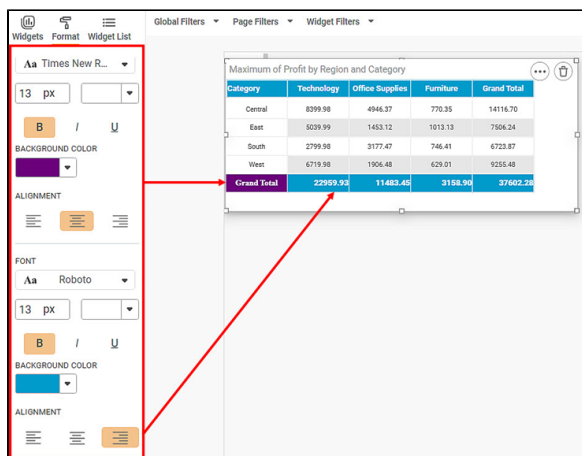 Widgets Format Widget List Global Filters Page Filters Widget Filters
Aa Times New R...
13 px
B I U
BACKGROUND COLOR
ALIGNMENT
FONT
Aa Roboto
13 px
B I U
BACKGROUND COLOR
ALIGNMENT
Maximum of Profit by Region and Category
Category Technology Office Supplies Furniture Grand Total
Central 8399.98 4946.37 770.35 14116.70
East 5039.99 1453.12 1013.13 7506.24
South 2799.98 3177.47 746.41 6723.87
West 6719.98 1906.48 629.01 9255.48
Grand Total 22959.93 11483.45 3158.90 37602.28